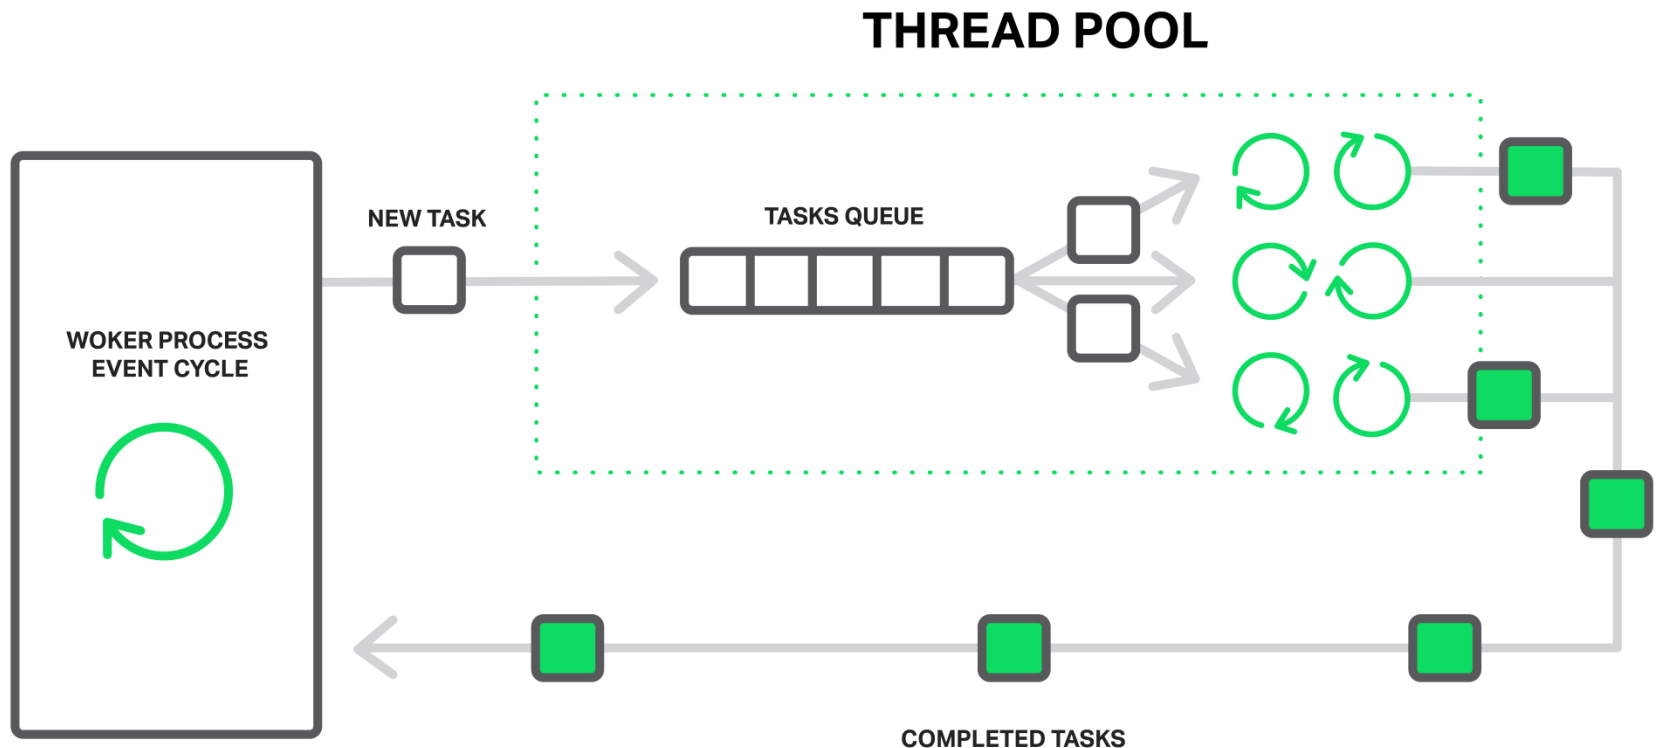 THREAD POOL
NEW TASK
TASKS QUEUE
WOKER PROCESS
EVENT CYCLE
COMPLETED TASKS